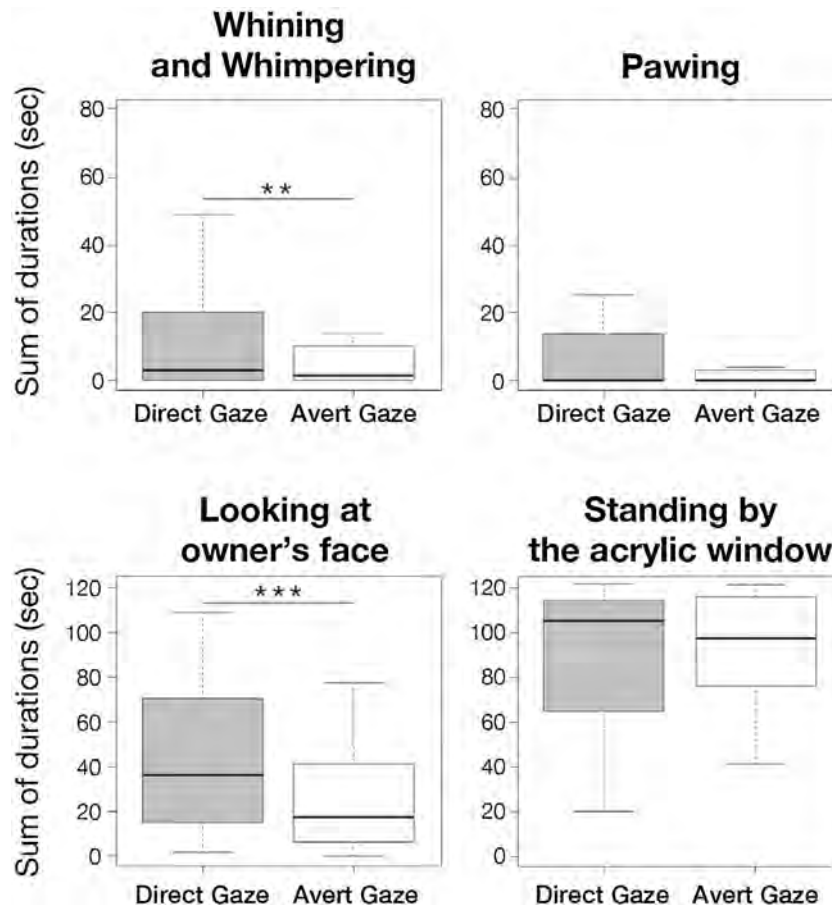 Whining
and Whimpering
Pawing
Sum of durations (sec)
80
60
40
20
0
**
Direct Gaze Avert Gaze
80
60
40
20
0
Direct Gaze Avert Gaze
Looking at
owner's face
Standing by
the acrylic window
Sum of durations (sec)
120
100
80
60
40
20
0
***
Direct Gaze Avert Gaze
120
100
80
60
40
20
0
Direct Gaze Avert Gaze